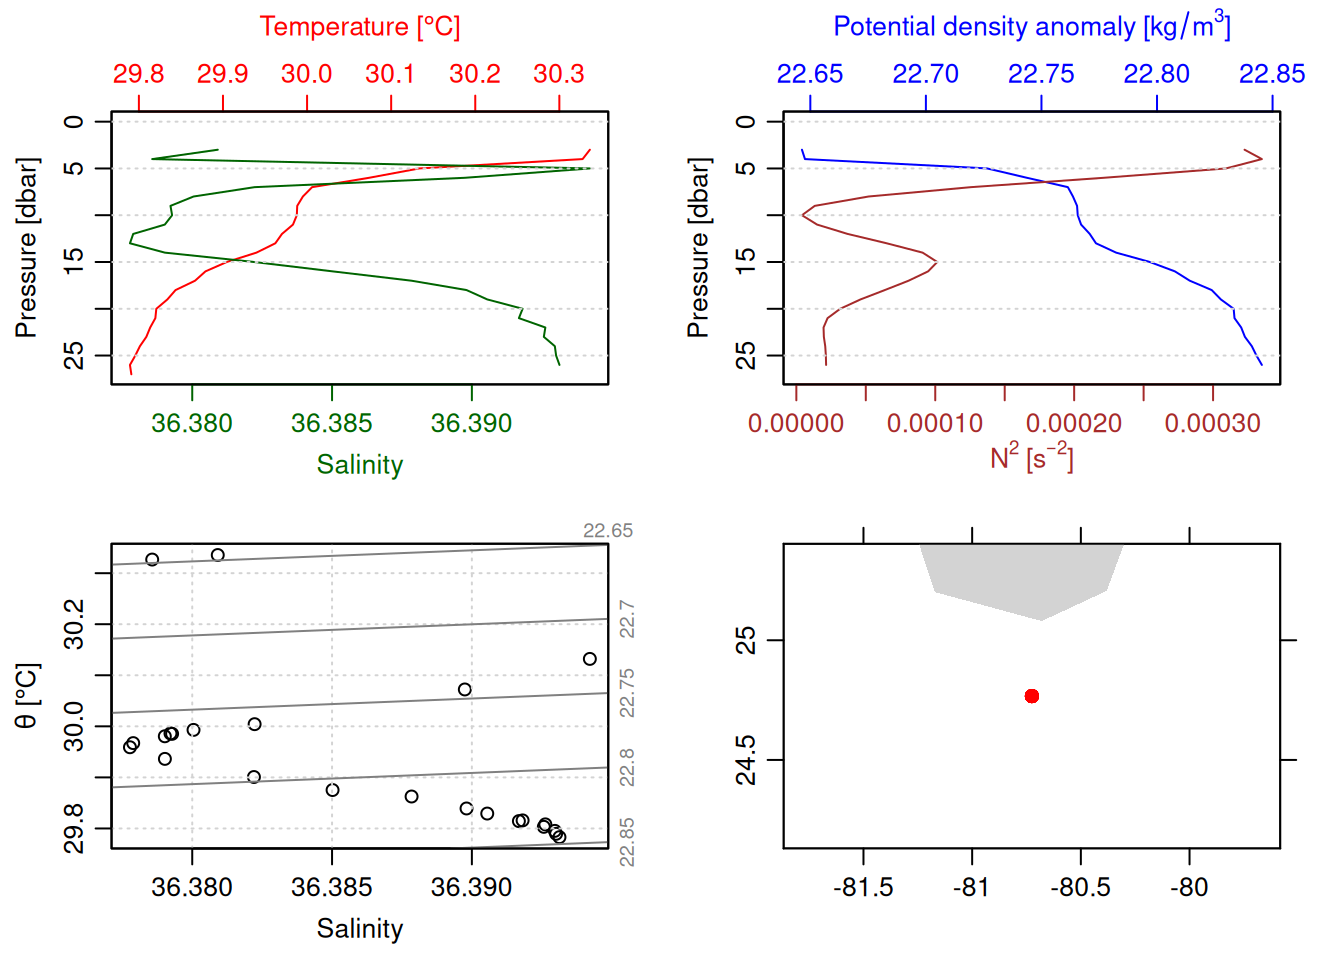 Temperature [°C]
29.8 29.9 30.0 30.1 30.2 30.3
Pressure [dbar]
0
5
15
25
36.380 36.385 36.390
Salinity
Potential density anomaly [kg/m³]
22.65 22.70 22.75 22.80 22.85
Pressure [dbar]
0
5
15
25
0.00000 0.00010 0.00020 0.00030
N² [s⁻²]
22.65
22.7
22.75
22.8
22.85
θ [°C]
30.2
30.0
29.8
36.380 36.385 36.390
Salinity
25
24.5
-81.5 -81 -80.5 -80